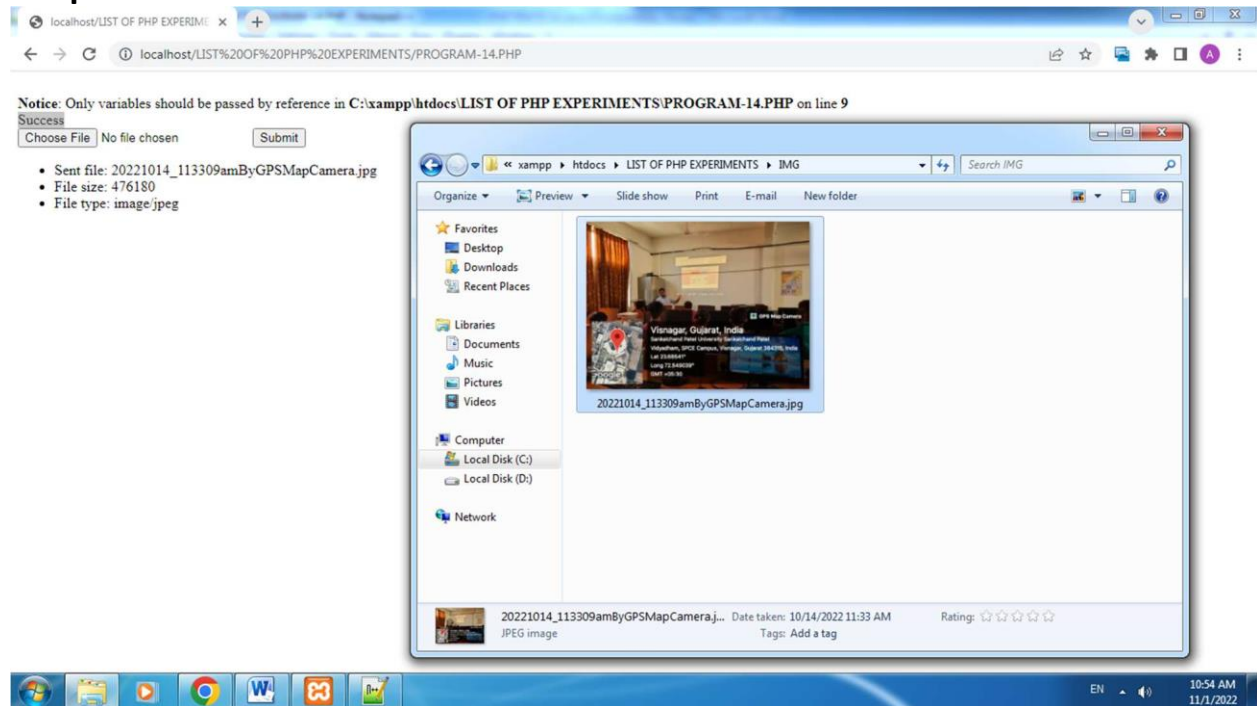 localhost/LIST OF PHP EXPERIME
localhost/LIST%20OF%20PHP%20EXPERIMENTS/PROGRAM-14.PHP
A
Notice: Only variables should be passed by reference in C:\xampp\htdocs\LIST OF PHP EXPERIMENTS\PROGRAM-14.PHP on line 9
Success
Choose File No file chosen Submit
• Sent file: 20221014_113309amByGPSMapCamera.jpg
• File size: 476180
• File type: image/jpeg
« xampp ▸ htdocs ▸ LIST OF PHP EXPERIMENTS ▸ IMG
Search IMG
Organize Preview Slide show Print E-mail New folder
Favorites
Desktop
Downloads
Recent Places
Libraries
Documents
Music
Pictures
Videos
Computer
Local Disk (C:)
Local Disk (D:)
Network
GPS Map Camera
Visnagar, Gujarat, India
Google
20221014_113309amByGPSMapCamera.jpg
20221014_113309amByGPSMapCamera.j... Date taken: 10/14/2022 11:33 AM Rating:
JPEG image Tags: Add a tag
EN
10:54 AM
11/1/2022